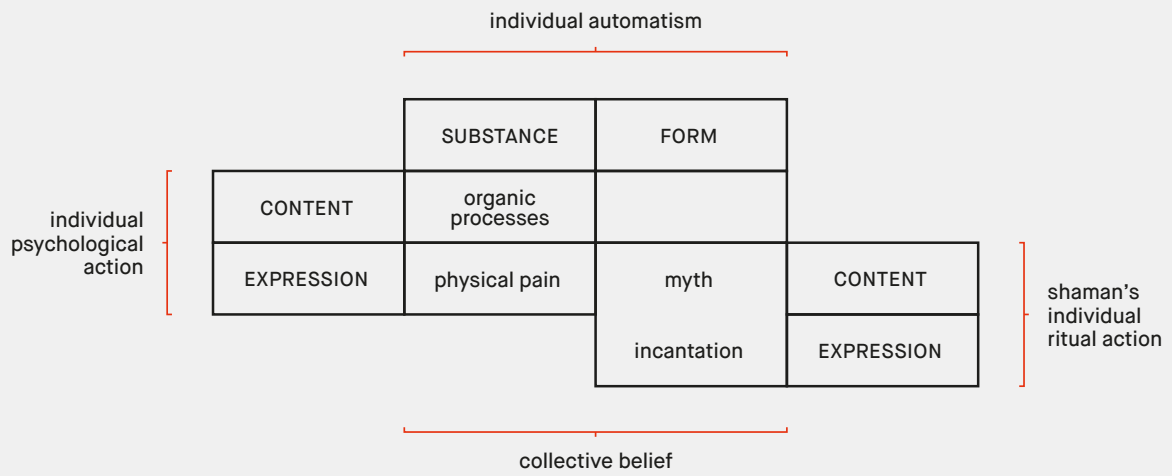 individual automatism
SUBSTANCE
FORM
individual
psychological
action
CONTENT
organic
processes
EXPRESSION
physical pain
myth
CONTENT
incantation
EXPRESSION
shaman's
individual
ritual action
collective belief